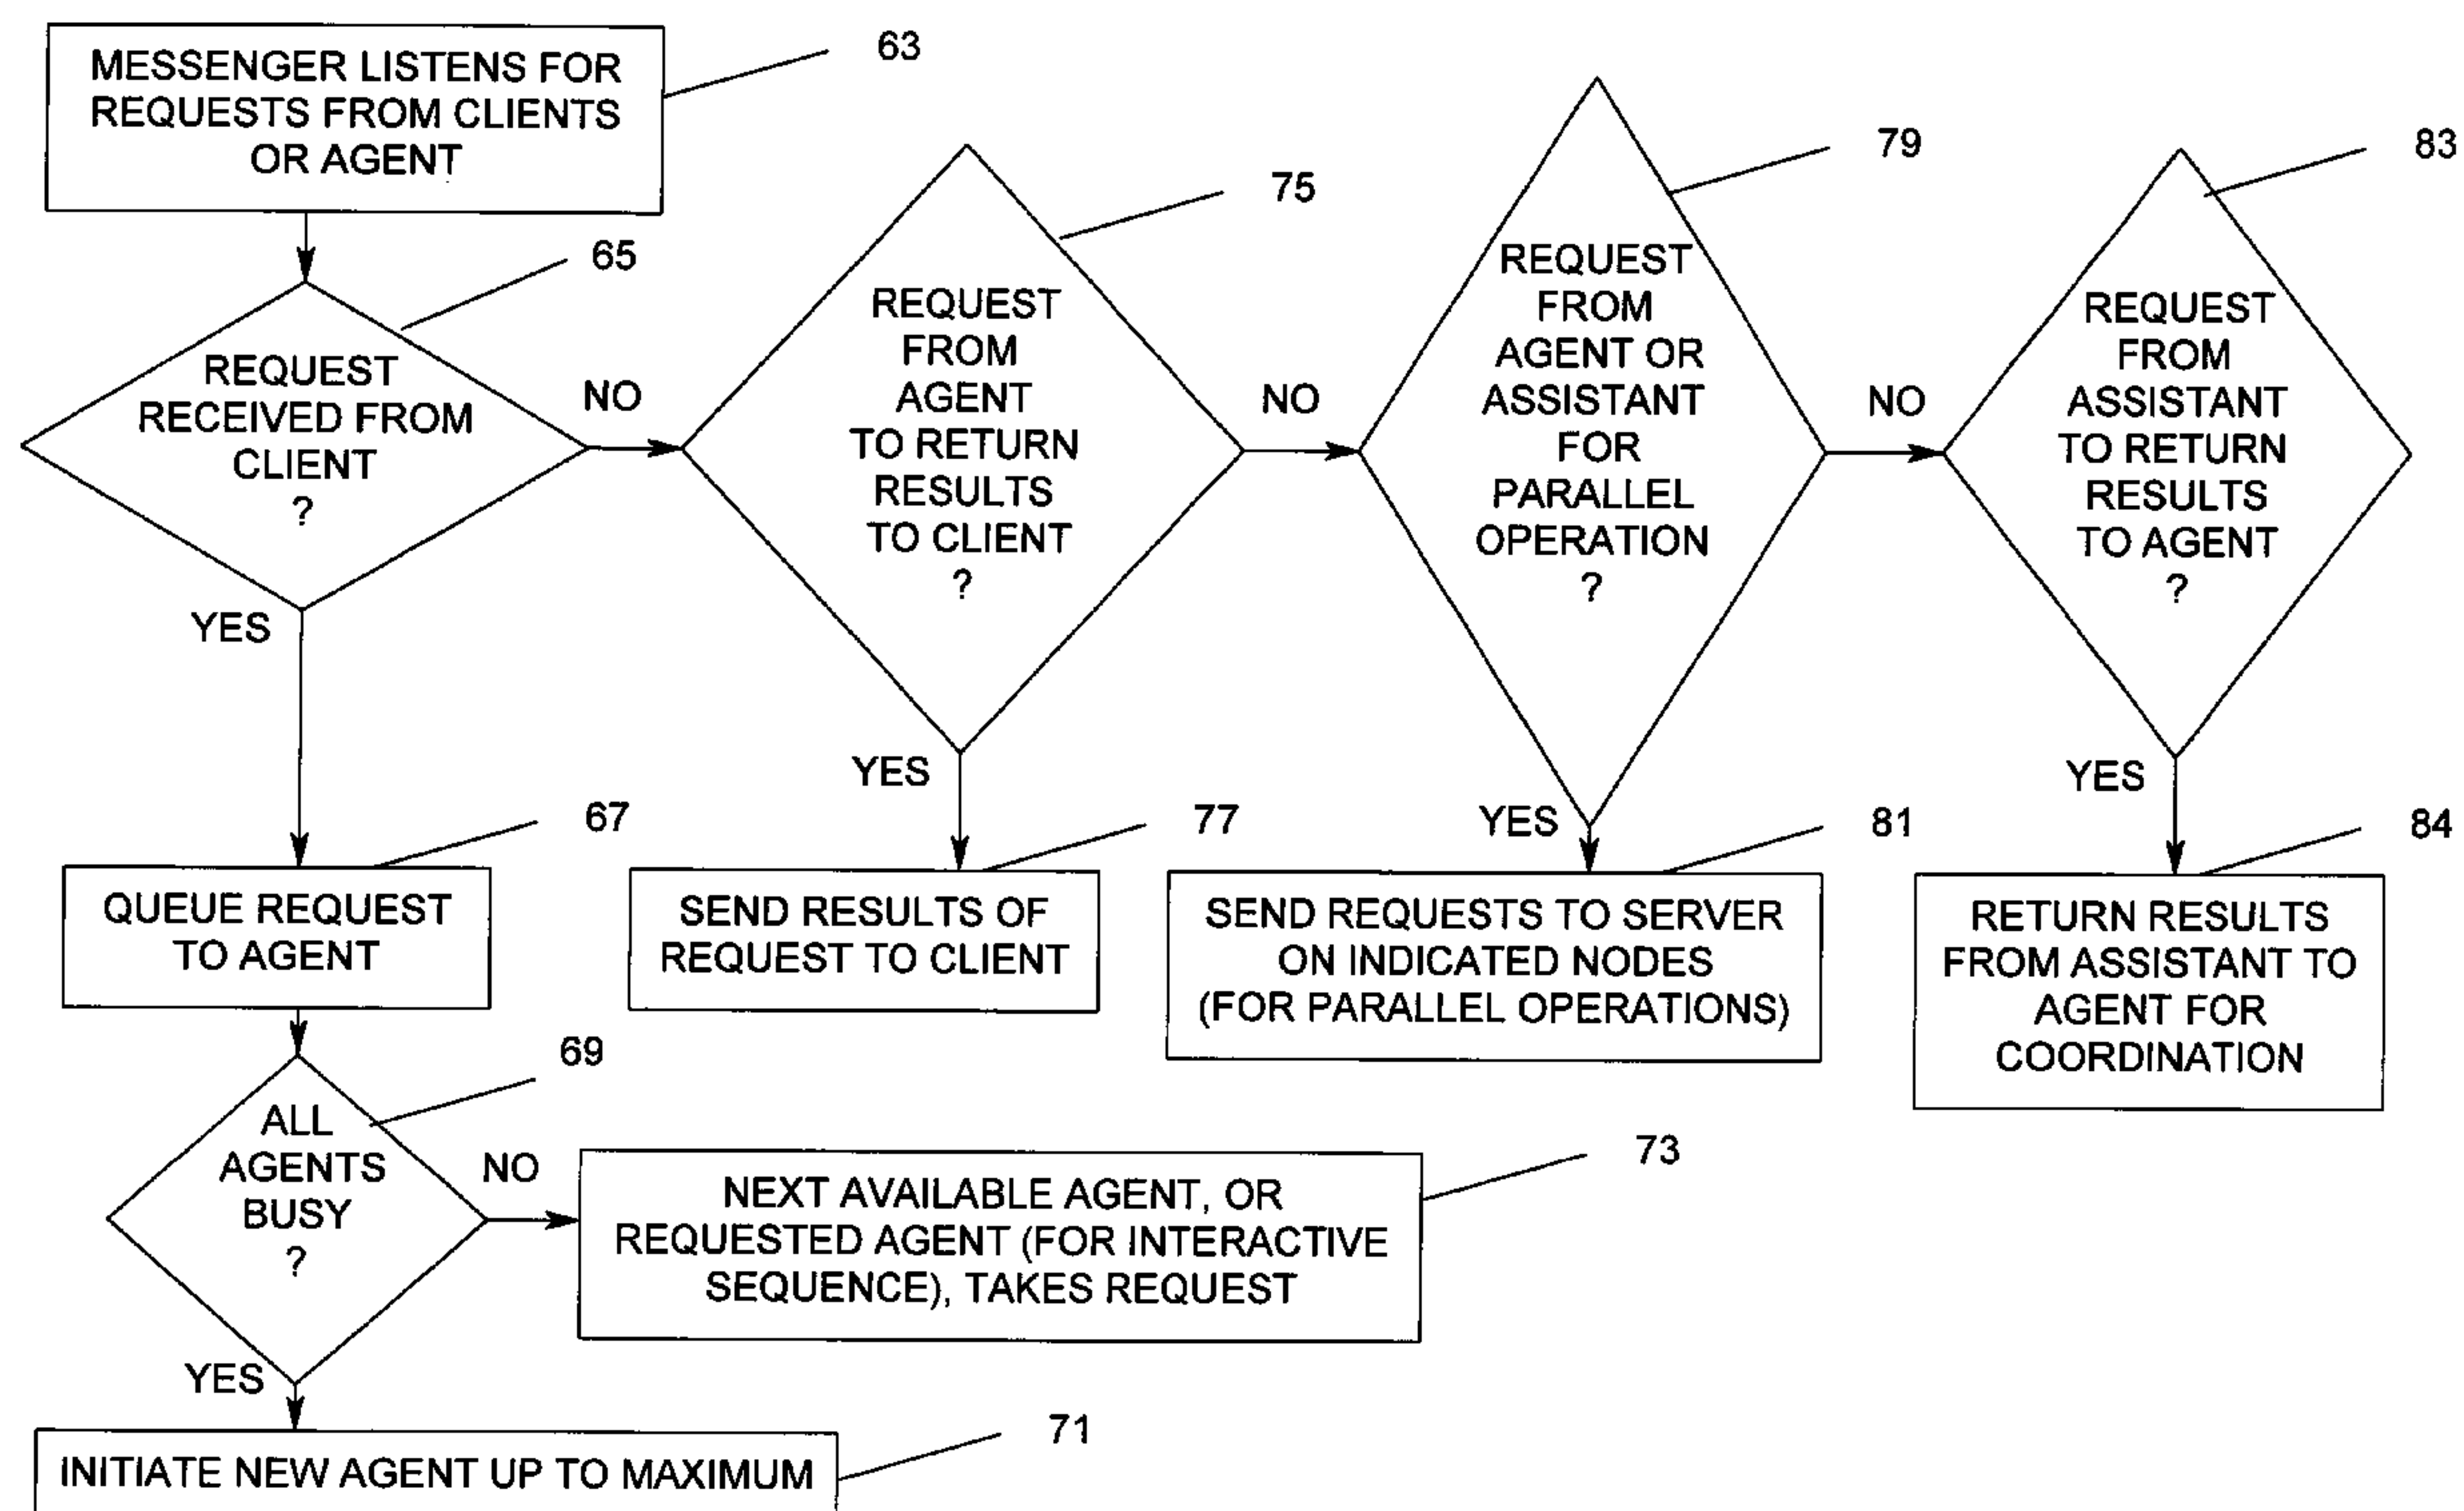 MESSENGER LISTENS FOR
REQUESTS FROM CLIENTS
OR AGENT
63
REQUEST
RECEIVED FROM
CLIENT
?
65
NO
YES
REQUEST
FROM
AGENT
TO RETURN
RESULTS
TO CLIENT
?
75
NO
YES
REQUEST
FROM
AGENT OR
ASSISTANT
FOR
PARALLEL
OPERATION
?
79
NO
YES
REQUEST
FROM
ASSISTANT
TO RETURN
RESULTS
TO AGENT
?
83
YES
QUEUE REQUEST
TO AGENT
67
SEND RESULTS OF
REQUEST TO CLIENT
77
SEND REQUESTS TO SERVER
ON INDICATED NODES
(FOR PARALLEL OPERATIONS)
81
RETURN RESULTS
FROM ASSISTANT TO
AGENT FOR
COORDINATION
84
ALL
AGENTS
BUSY
?
69
NO
YES
NEXT AVAILABLE AGENT, OR
REQUESTED AGENT (FOR INTERACTIVE
SEQUENCE), TAKES REQUEST
73
INITIATE NEW AGENT UP TO MAXIMUM
71